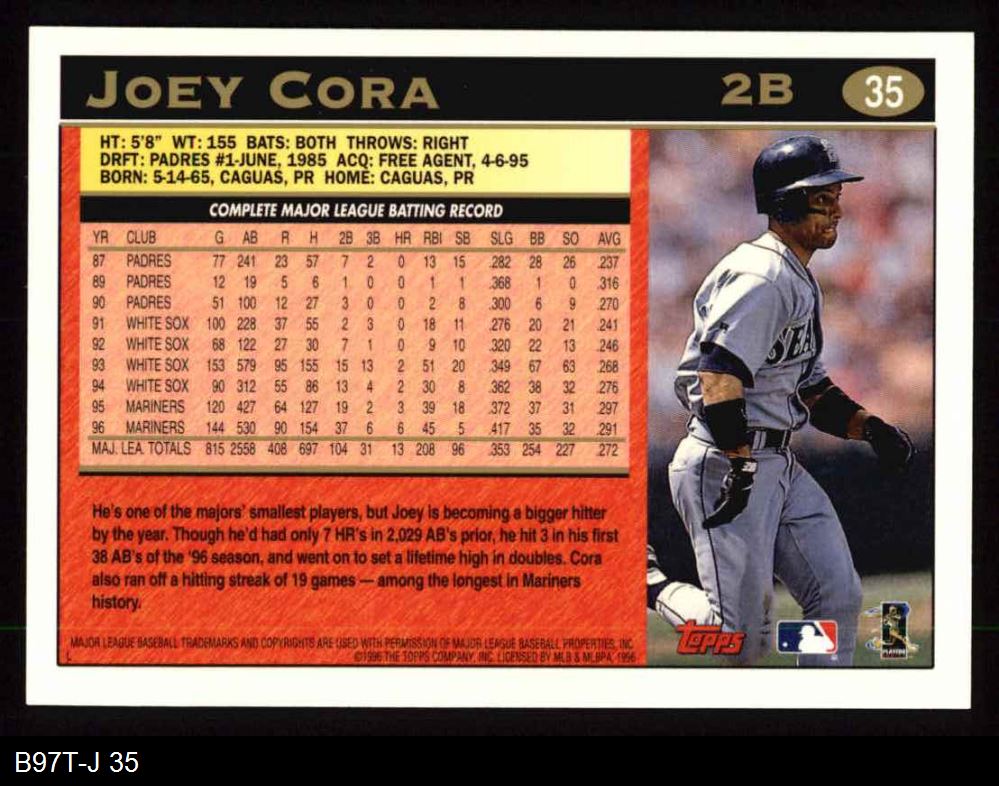 JOEY CORA 2B 35
HT: 5'8" WT: 155 BATS: BOTH THROWS: RIGHT
DRFT: PADRES #1-JUNE, 1985 ACQ: FREE AGENT, 4-6-95
BORN: 5-14-65, CAGUAS, PR HOME: CAGUAS, PR
COMPLETE MAJOR LEAGUE BATTING RECORD
YR CLUB G AB R H 2B 3B HR RBI SB SLG BB SO AVG
87 PADRES 77 241 23 57 7 2 0 13 15 .282 28 26 .237
89 PADRES 12 19 5 6 1 0 0 1 1 .368 1 0 .316
90 PADRES 51 100 12 27 3 0 0 2 8 .300 6 9 .270
91 WHITE SOX 100 228 37 55 2 3 0 18 11 .276 20 21 .241
92 WHITE SOX 68 122 27 30 7 1 0 9 10 .320 22 13 .246
93 WHITE SOX 153 579 95 155 15 13 2 51 20 .349 67 63 .268
94 WHITE SOX 90 312 55 86 13 4 2 30 8 .362 38 32 .276
95 MARINERS 120 427 64 127 19 2 3 39 18 .372 37 31 .297
96 MARINERS 144 530 90 154 37 6 6 45 5 .417 35 32 .291
MAJ. LEA. TOTALS 815 2558 408 697 104 31 13 208 96 .353 254 227 .272
He's one of the majors' smallest players, but Joey is becoming a bigger hitter
by the year. Though he'd had only 7 HR's in 2,029 AB's prior, he hit 3 in his first
38 AB's of the '96 season, and went on to set a lifetime high in doubles. Cora
also ran off a hitting streak of 19 games — among the longest in Mariners
history.
MAJOR LEAGUE BASEBALL TRADEMARKS AND COPYRIGHTS ARE USED WITH PERMISSION OF MAJOR LEAGUE BASEBALL PROPERTIES, INC.
©1996 THE TOPPS COMPANY, INC. LICENSED BY MLB & MLBPA 1996
SEA
TOPPS
PLAYERS
B97T-J 35